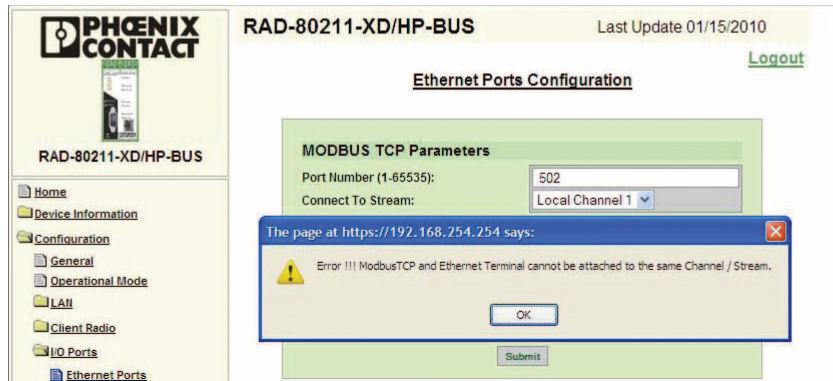 PHŒNIX
CONTACT
RAD-80211-XD/HP-BUS
RAD-80211-XD/HP-BUS
Last Update 01/15/2010
Logout
Ethernet Ports Configuration
Home
Device Information
Configuration
General
Operational Mode
LAN
Client Radio
I/O Ports
Ethernet Ports
MODBUS TCP Parameters
Port Number (1-65535): 502
Connect To Stream: Local Channel 1
The page at https://192.168.254.254 says:
Error !!! ModbusTCP and Ethernet Terminal cannot be attached to the same Channel / Stream.
OK
Submit